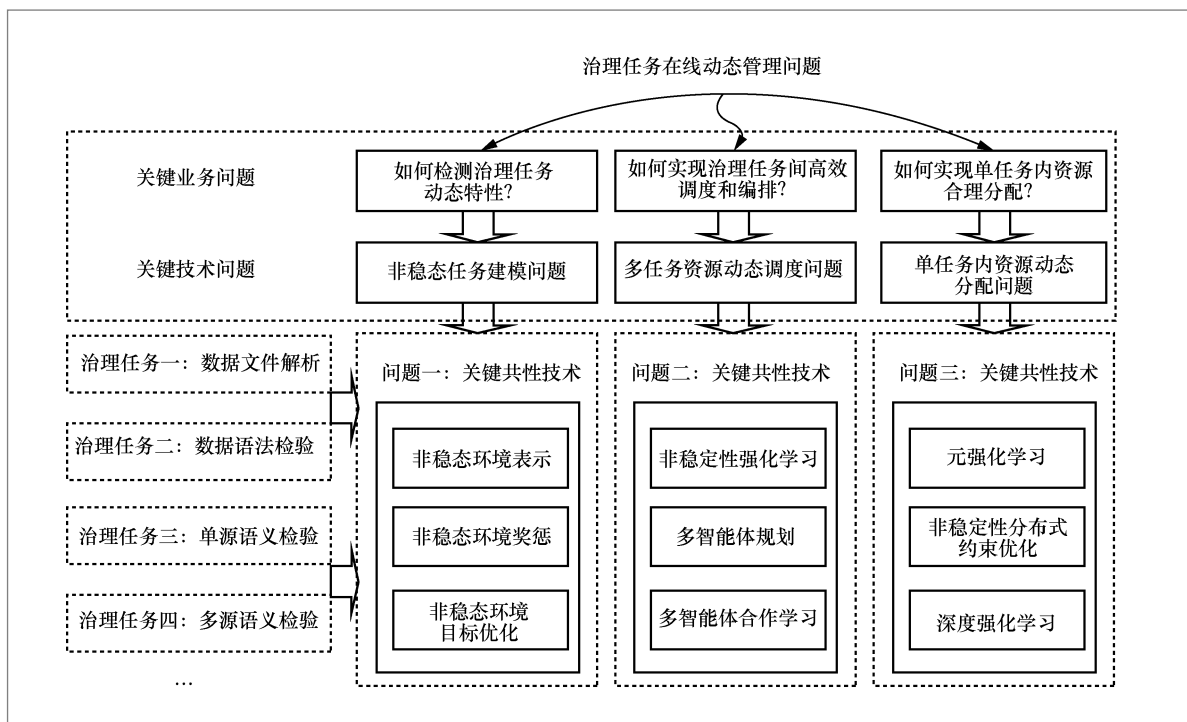 治理任务在线动态管理问题
关键业务问题
如何检测治理任务
动态特性？
如何实现治理任务间高效
调度和编排？
如何实现单任务内资源
合理分配？
关键技术问题
非稳态任务建模问题
多任务资源动态调度问题
单任务内资源动态
分配问题
治理任务一：数据文件解析
治理任务二：数据语法检验
治理任务三：单源语义检验
治理任务四：多源语义检验
…
问题一：关键共性技术
非稳态环境表示
非稳态环境奖惩
非稳态环境
目标优化
问题二：关键共性技术
非稳定性强化学习
多智能体规划
多智能体合作学习
问题三：关键共性技术
元强化学习
非稳定性分布式
约束优化
深度强化学习